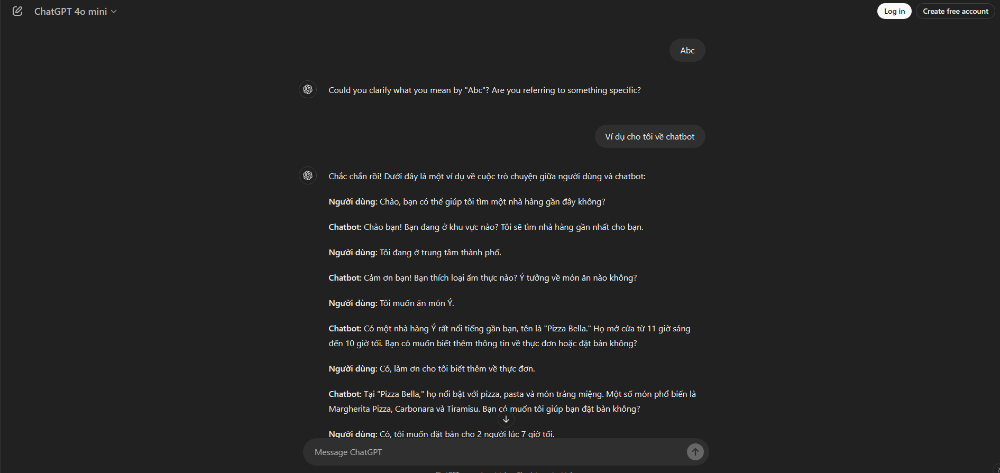 ChatGPT 4o mini
Log in
Create free account
Abc
Could you clarify what you mean by "Abc"? Are you referring to something specific?
Ví dụ cho tôi về chatbot
Chắc chắn rồi! Dưới đây là một ví dụ về cuộc trò chuyện giữa người dùng và chatbot:
Người dùng: Chào, bạn có thể giúp tôi tìm một nhà hàng gần đây không?
Chatbot: Chào bạn! Bạn đang ở khu vực nào? Tôi sẽ tìm nhà hàng gần nhất cho bạn.
Người dùng: Tôi đang ở trung tâm thành phố.
Chatbot: Cảm ơn bạn! Bạn thích loại ẩm thực nào? Ý tưởng về món ăn nào không?
Người dùng: Tôi muốn ăn món Ý.
Chatbot: Có một nhà hàng Ý rất nổi tiếng gần bạn, tên là "Pizza Bella." Họ mở cửa từ 11 giờ sáng
đến 10 giờ tối. Bạn có muốn biết thêm thông tin về thực đơn hoặc đặt bàn không?
Người dùng: Có, làm ơn cho tôi biết thêm về thực đơn.
Chatbot: Tại "Pizza Bella," họ nổi bật với pizza, pasta và món tráng miệng. Một số món phổ biến là
Margherita Pizza, Carbonara và Tiramisu. Bạn có muốn tôi giúp bạn đặt bàn không?
Người dùng: Có, tôi muốn đặt bàn cho 2 người lúc 7 giờ tối.
Message ChatGPT